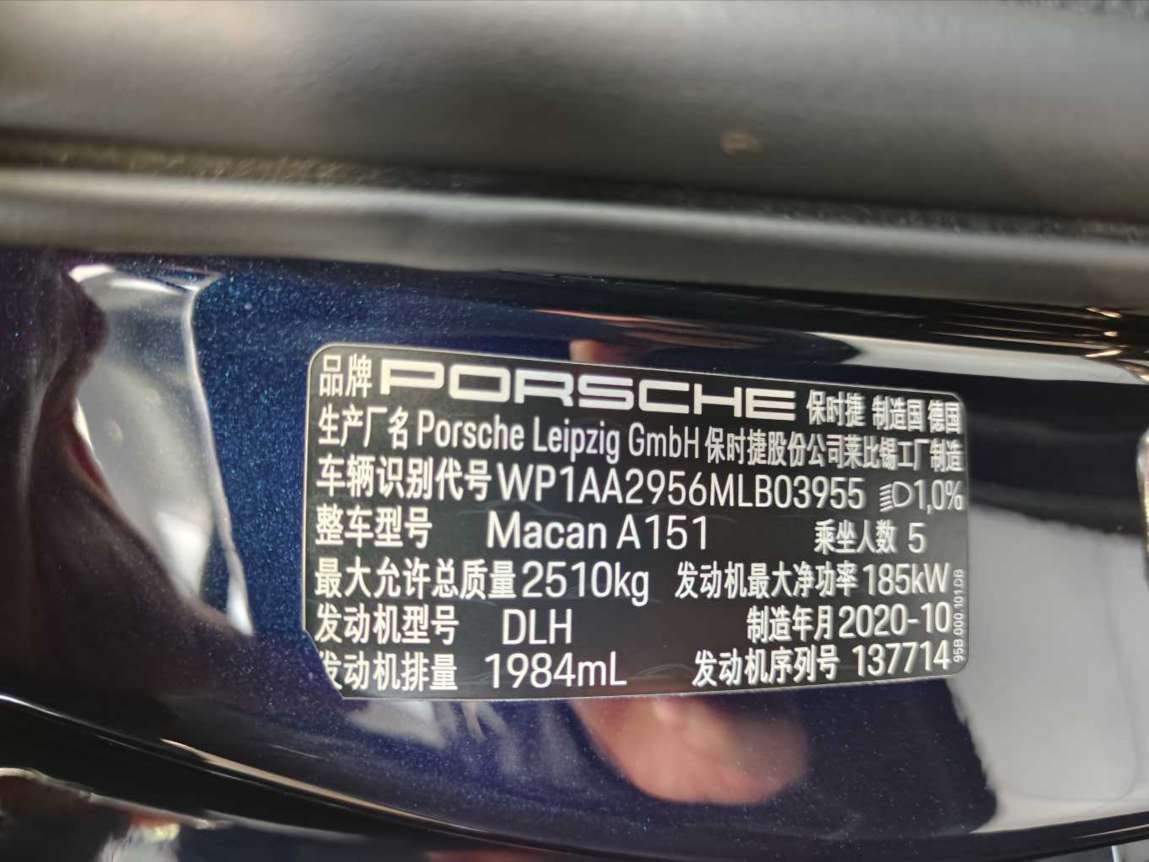 品牌 PORSCHE 保时捷 制造国 德国
生产厂名 Porsche Leipzig GmbH 保时捷股份公司莱比锡工厂制造
车辆识别代号 WP1AA2956MLB03955 1,0%
整车型号 Macan A151 乘坐人数 5
最大允许总质量 2510kg 发动机最大净功率 185kW
发动机型号 DLH 制造年月 2020-10
发动机排量 1984mL 发动机序列号 137714
95B.000.101.DB